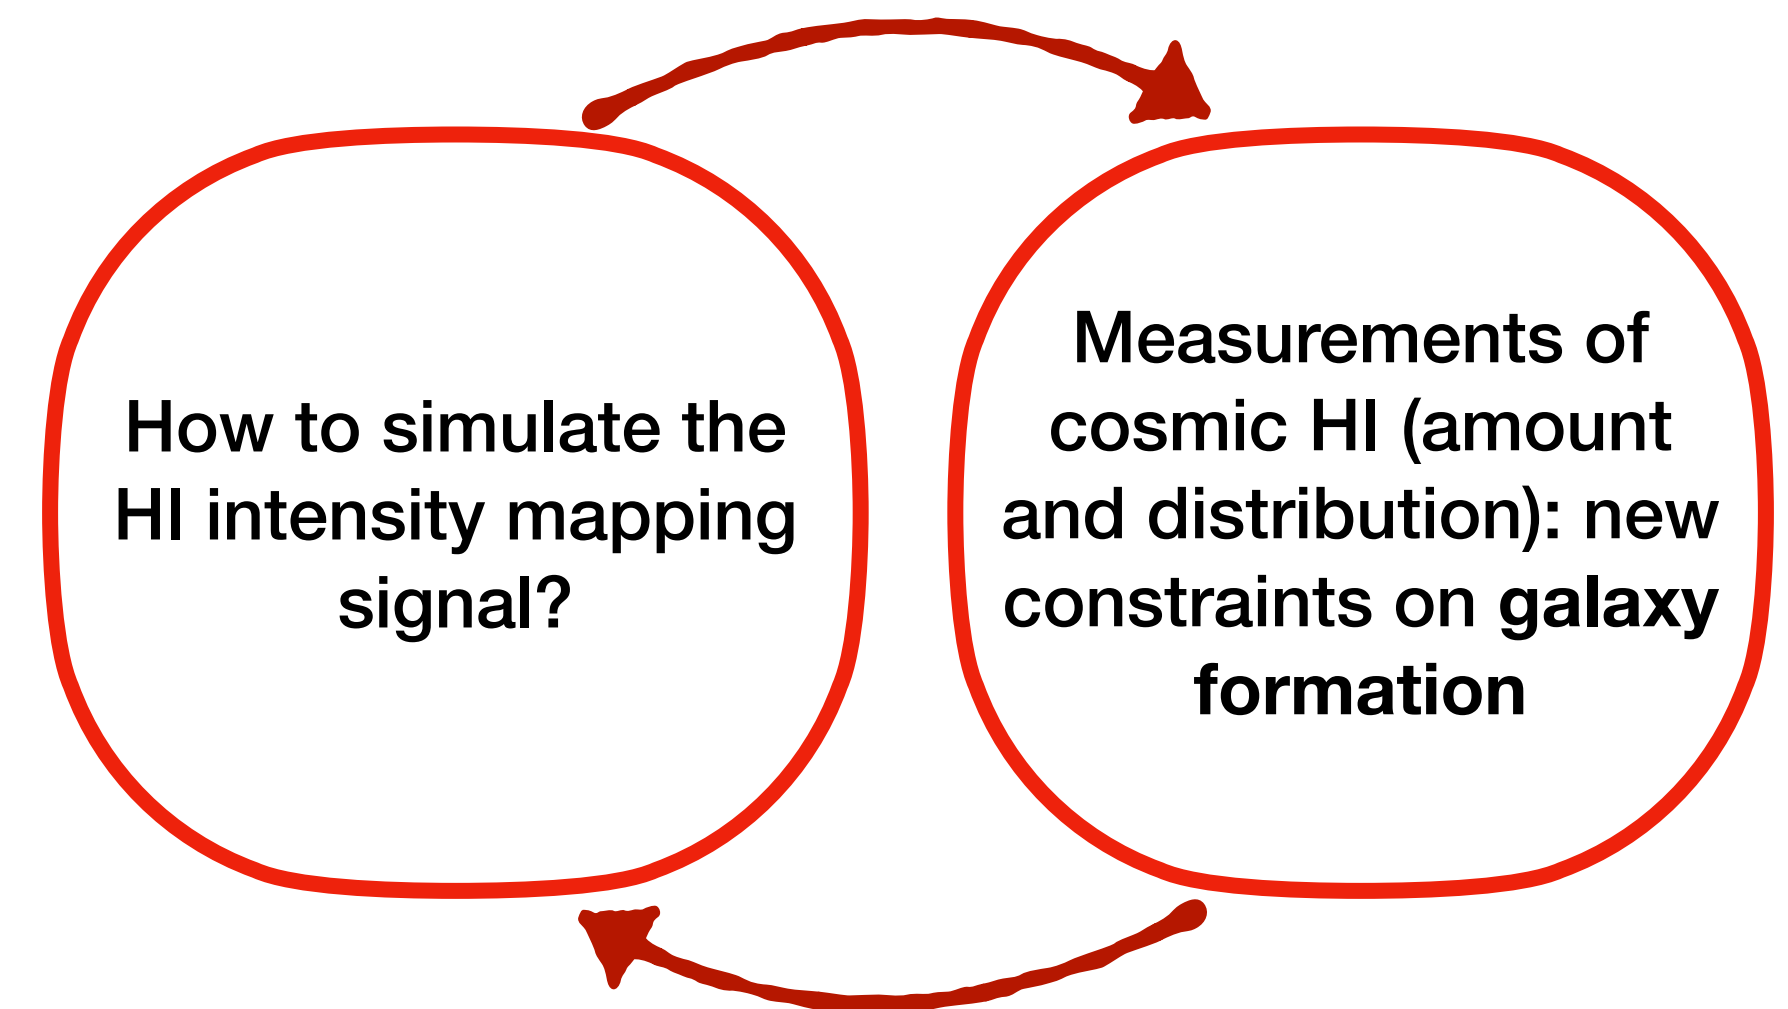 How to simulate the
HI intensity mapping
signal?
Measurements of
cosmic HI (amount
and distribution): new
constraints on galaxy
formation